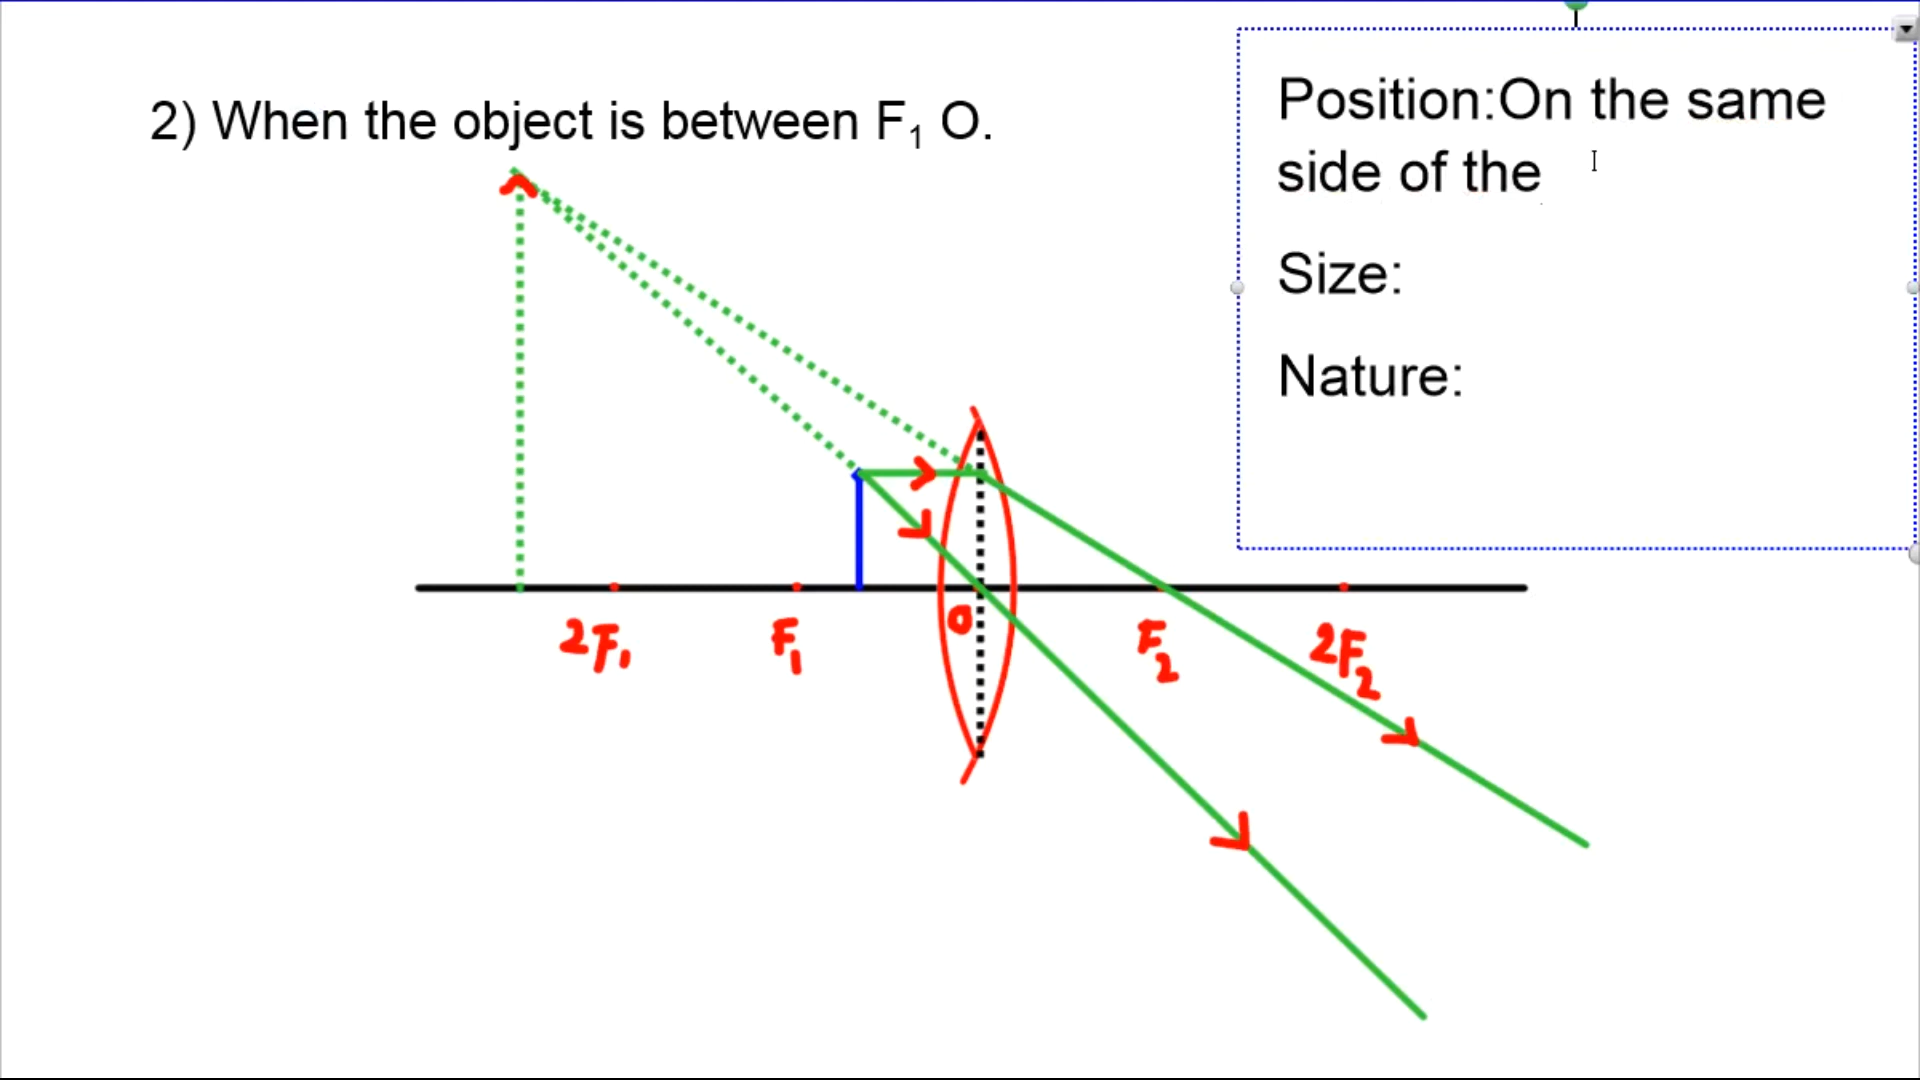 2) When the object is between F₁ O.
Position:On the same
side of the
Size:
Nature:
2F₁
F₁
O
F₂
2F₂